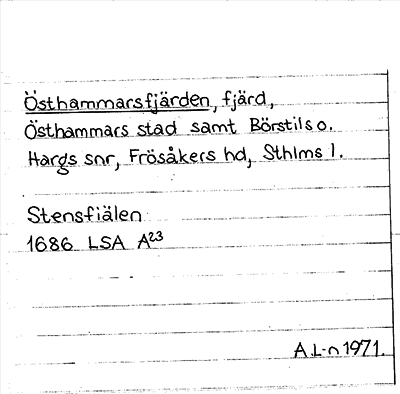 Östhammarsfjärden, fjärd,
Östhammars stad samt Börstils o.
Hargs snr, Frösåkers hd, Sthlms l.
Stensfiälen
1686 LSA A23
A.L-n 1971.